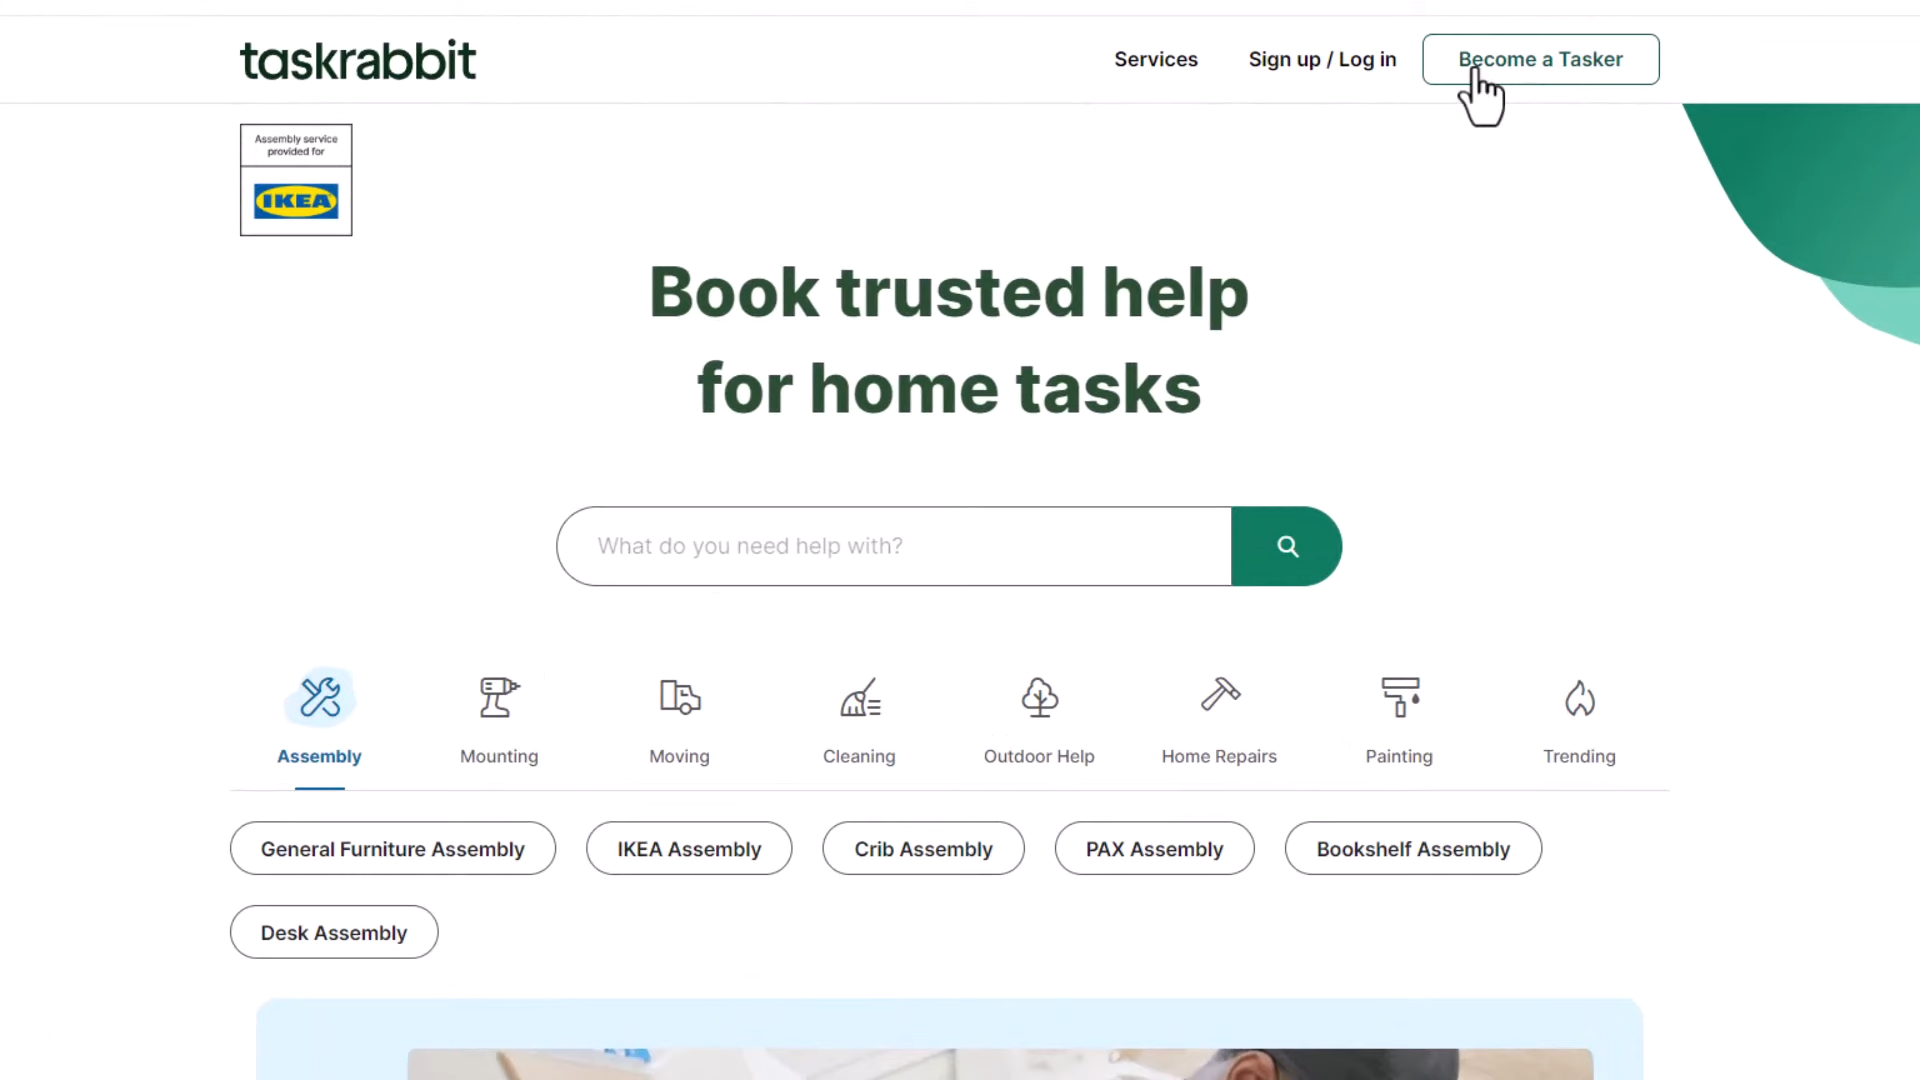 taskrabbit
Services
Sign up / Log in
Become a Tasker
Assembly service
provided for
IKEA
Book trusted help
for home tasks
What do you need help with?
Assembly
Mounting
Moving
Cleaning
Outdoor Help
Home Repairs
Painting
Trending
General Furniture Assembly
IKEA Assembly
Crib Assembly
PAX Assembly
Bookshelf Assembly
Desk Assembly